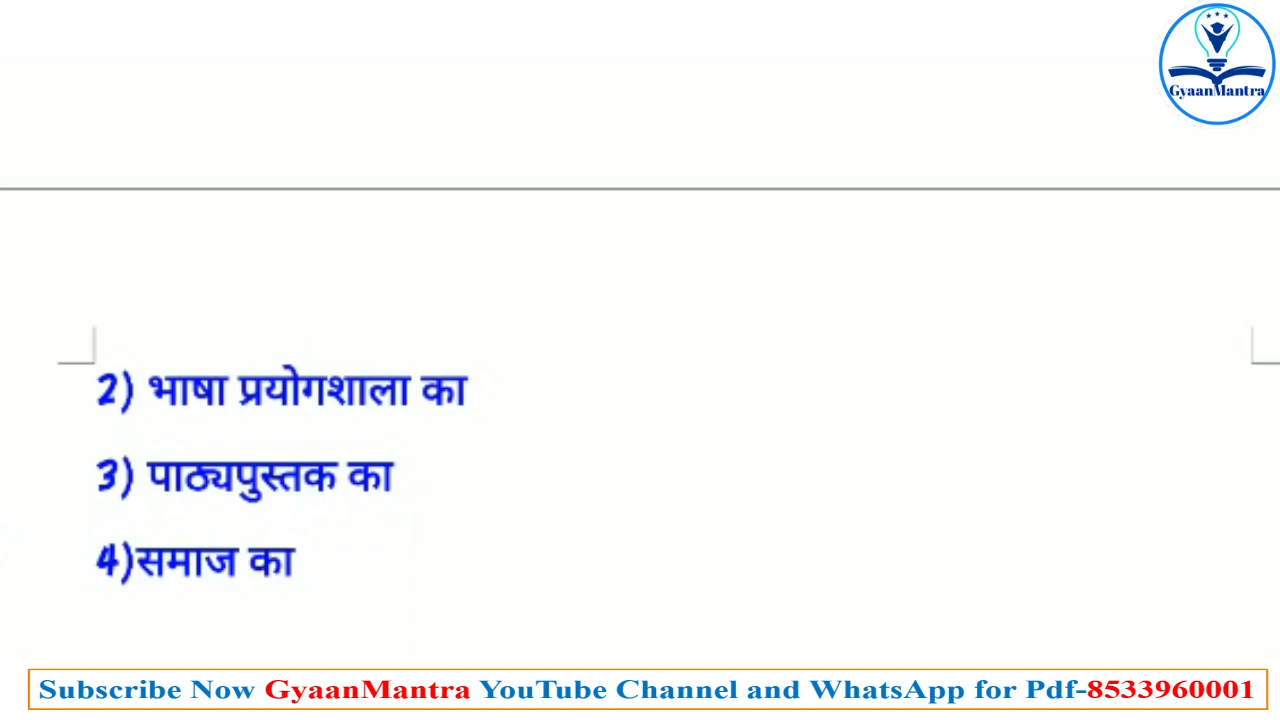 GyaanMantra
2) भाषा प्रयोगशाला का
3) पाठ्यपुस्तक का
4)समाज का
Subscribe Now GyaanMantra YouTube Channel and WhatsApp for Pdf-8533960001